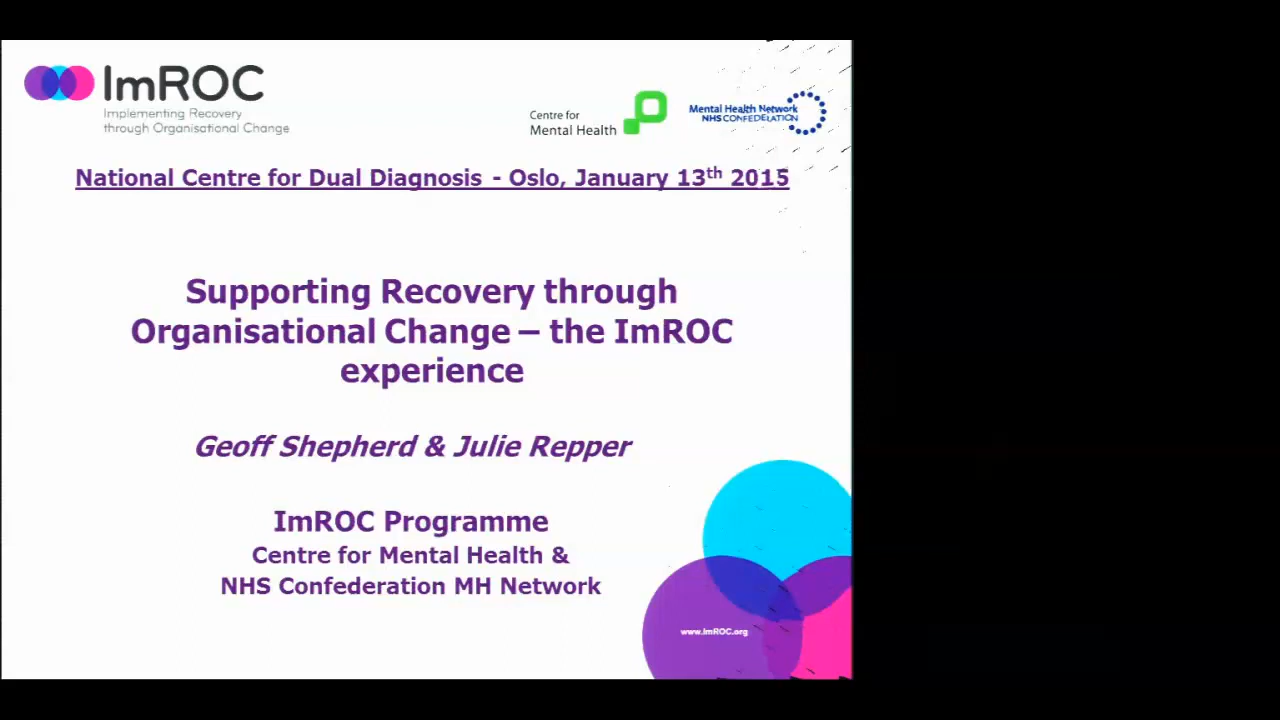 ImROC
Implementing Recovery
through Organisational Change
Centre for
Mental Health
Mental Health Network
NHS CONFEDERATION
National Centre for Dual Diagnosis - Oslo, January 13th 2015
Supporting Recovery through
Organisational Change – the ImROC
experience
Geoff Shepherd & Julie Repper
ImROC Programme
Centre for Mental Health &
NHS Confederation MH Network
www.ImROC.org